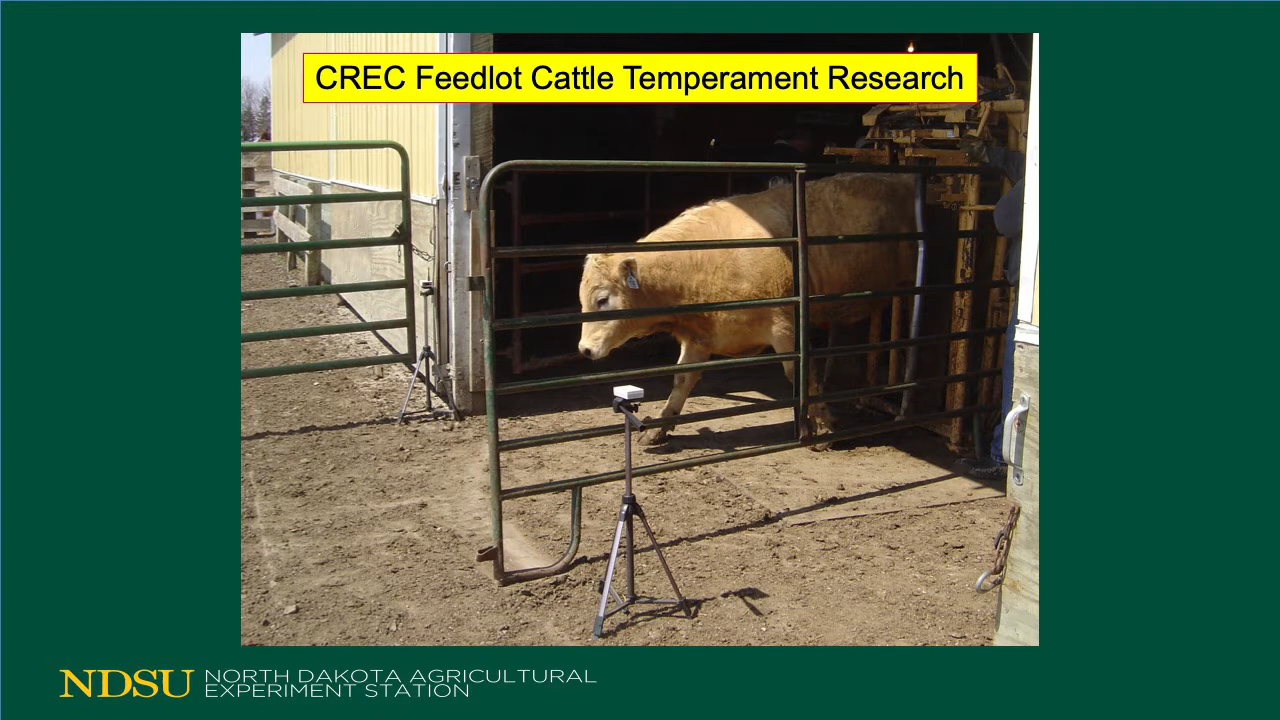 CREC Feedlot Cattle Temperament Research
NDSU NORTH DAKOTA AGRICULTURAL
EXPERIMENT STATION